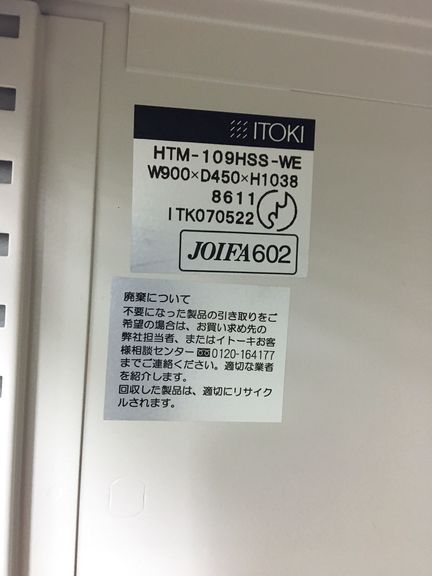 ITOKI
HTM-109HSS-WE
W900×D450×H1038
8611
ITK070522
JOIFA602
廃棄について
不要になった製品の引き取りをご
希望の場合は、お買い求め先の
弊社担当者、またはイトーキお客
様相談センター☎0120-164177
までご連絡ください。適切な業者
を紹介します。
回収した製品は、適切にリサイク
ルされます。